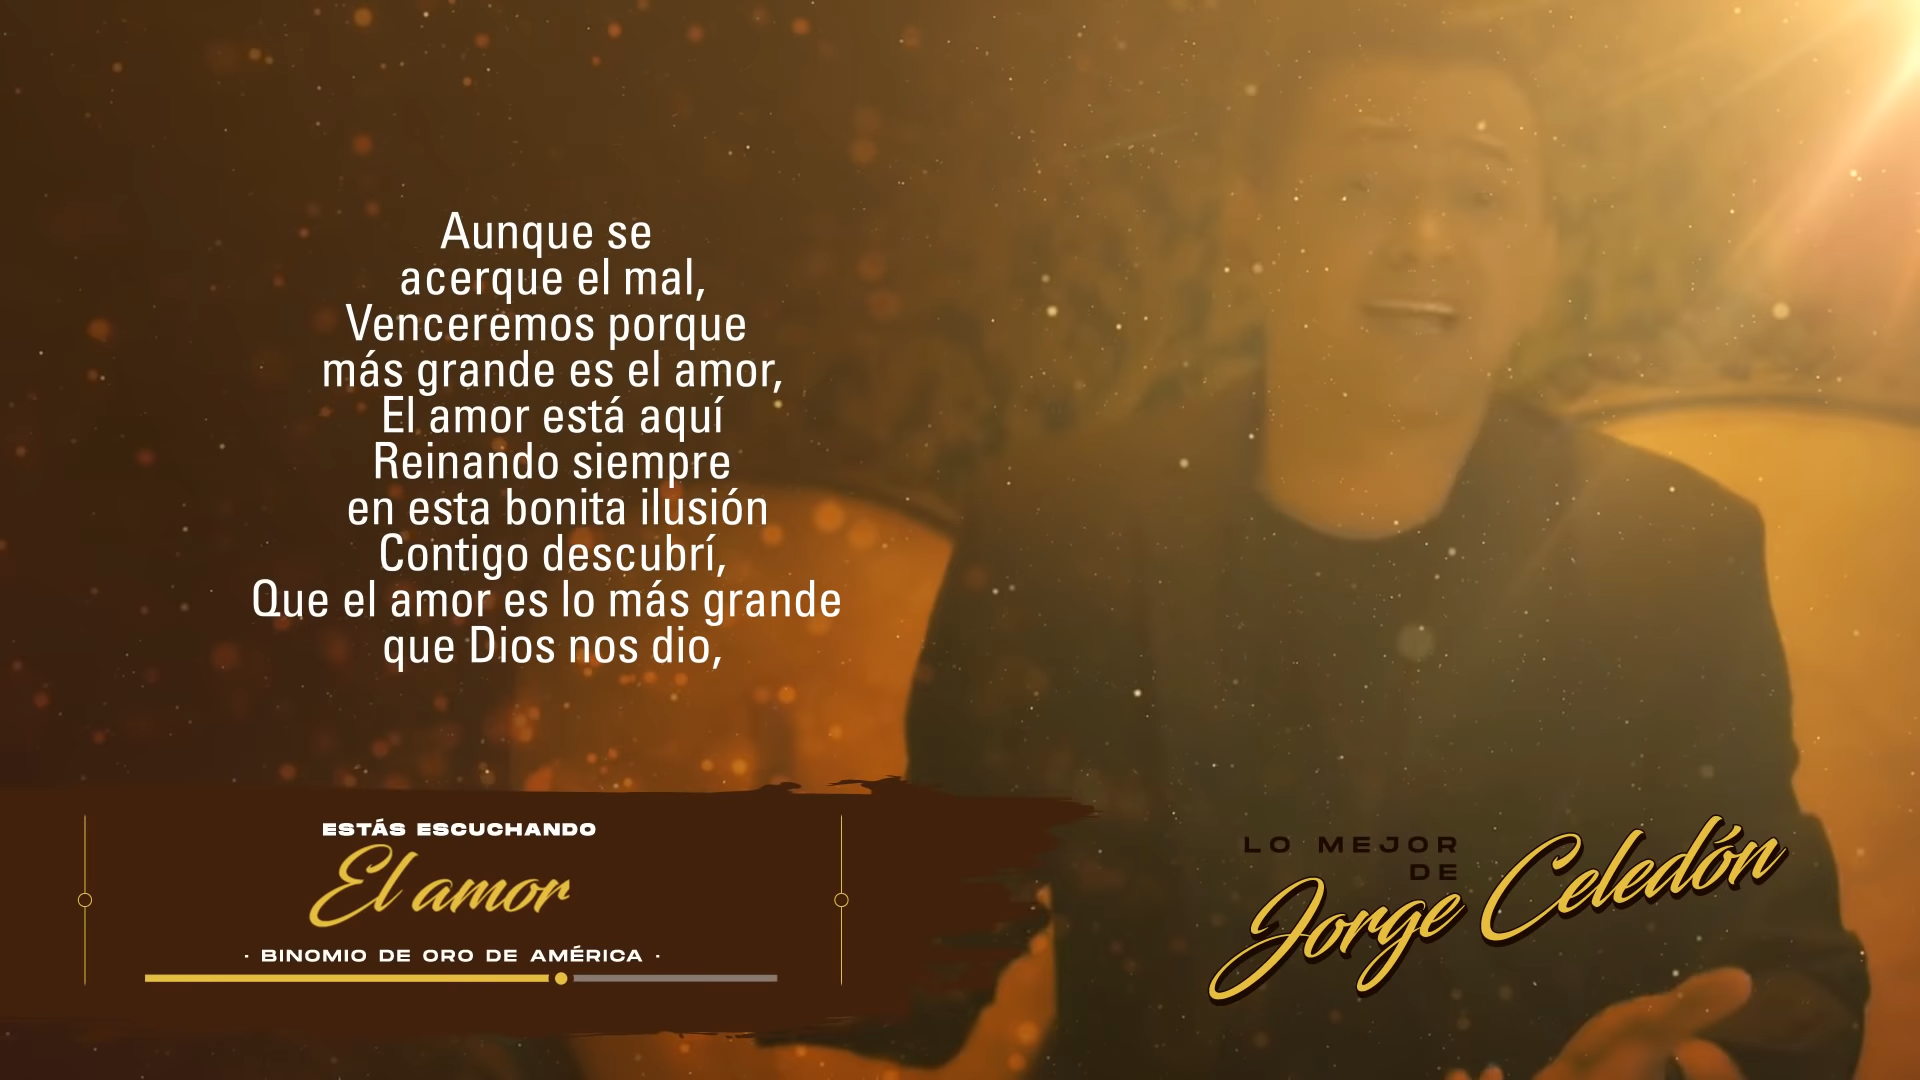 Aunque se
acerque el mal,
Venceremos porque
más grande es el amor,
El amor está aquí
Reinando siempre
en esta bonita ilusión
Contigo descubrí,
Que el amor es lo más grande
que Dios nos dio,
ESTÁS ESCUCHANDO
El amor
· BINOMIO DE ORO DE AMÉRICA ·
LO MEJOR
DE
Jorge Celedón